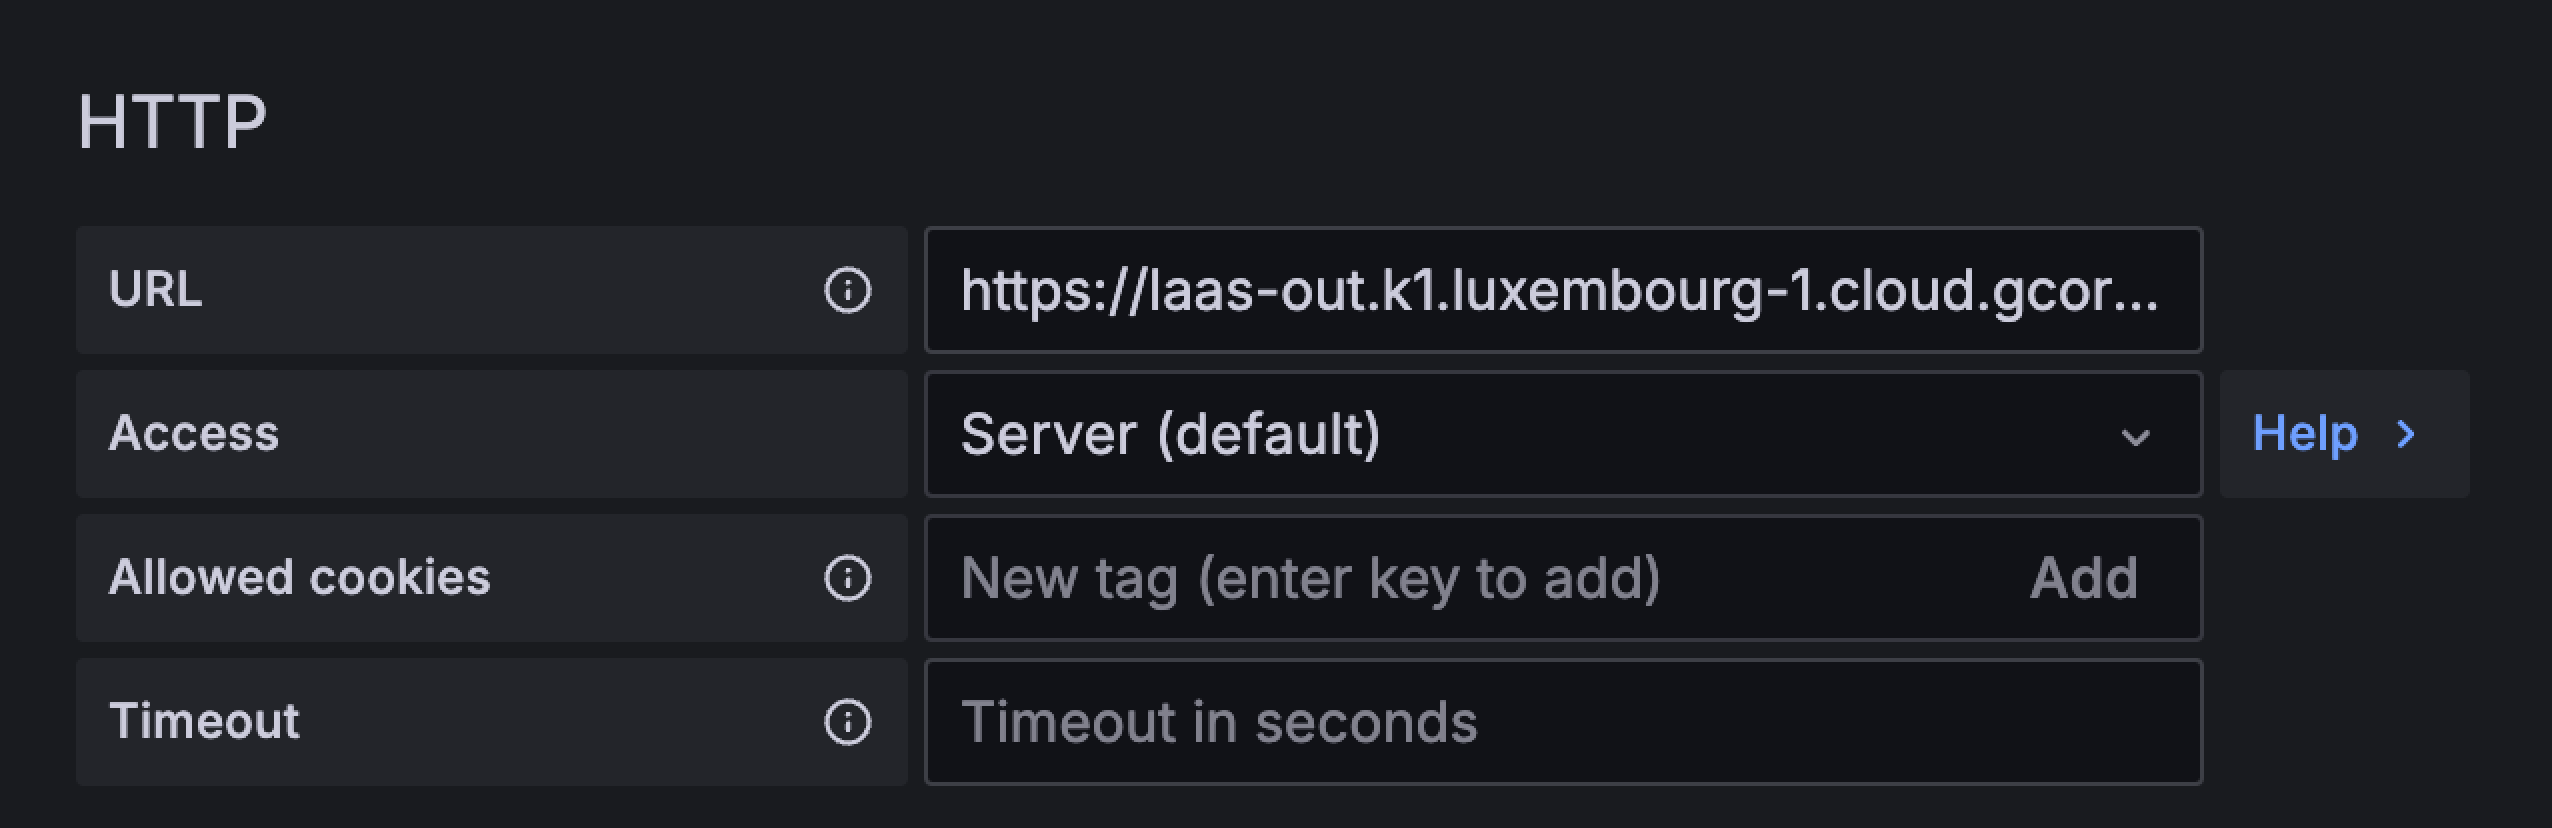 HTTP
URL https://laas-out.k1.luxembourg-1.cloud.gcor...
Access Server (default) Help
Allowed cookies New tag (enter key to add) Add
Timeout Timeout in seconds